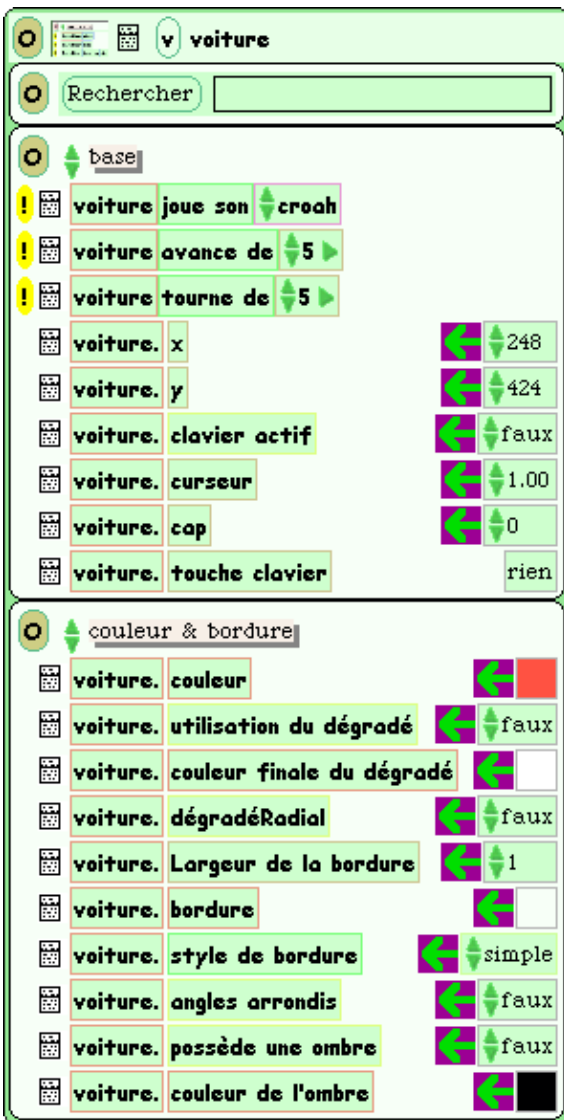 v voiture
Rechercher
base
! voiture joue son croah
! voiture avance de 5
! voiture tourne de 5
voiture. x 248
voiture. y 424
voiture. clavier actif faux
voiture. curseur 1.00
voiture. cap 0
voiture. touche clavier rien
couleur & bordure
voiture. couleur
voiture. utilisation du dégradé faux
voiture. couleur finale du dégradé
voiture. dégradéRadial faux
voiture. Largeur de la bordure 1
voiture. bordure
voiture. style de bordure simple
voiture. angles arrondis faux
voiture. possède une ombre faux
voiture. couleur de l'ombre